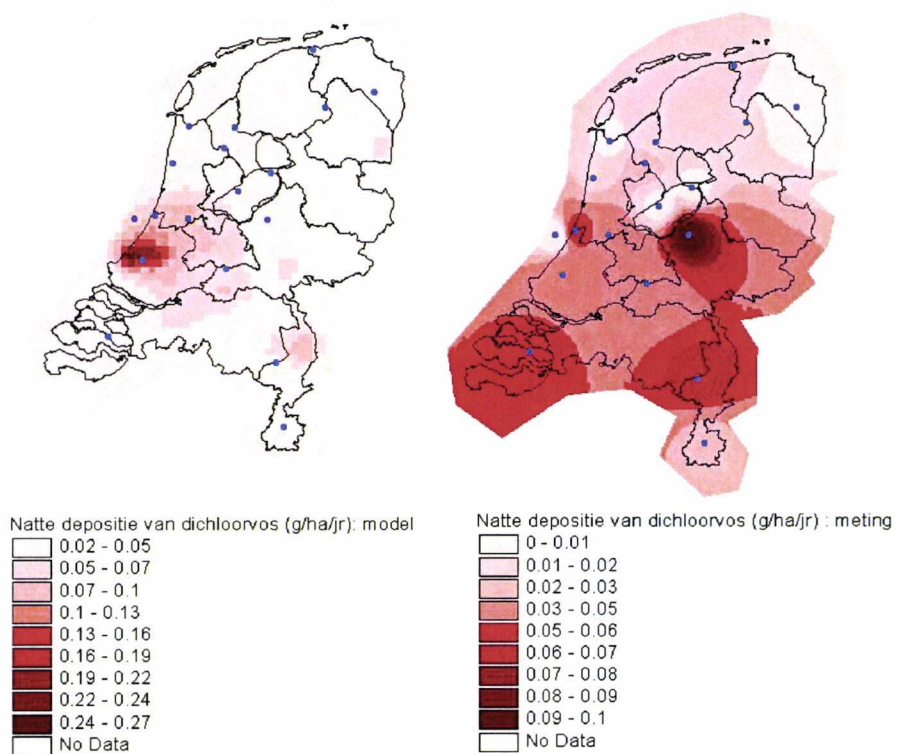 Natte depositie van dichloorvos (g/ha/jr): model
0.02 - 0.05
0.05 - 0.07
0.07 - 0.1
0.1 - 0.13
0.13 - 0.16
0.16 - 0.19
0.19 - 0.22
0.22 - 0.24
0.24 - 0.27
No Data
Natte depositie van dichloorvos (g/ha/jr) : meting
0 - 0.01
0.01 - 0.02
0.02 - 0.03
0.03 - 0.05
0.05 - 0.06
0.06 - 0.07
0.07 - 0.08
0.08 - 0.09
0.09 - 0.1
No Data